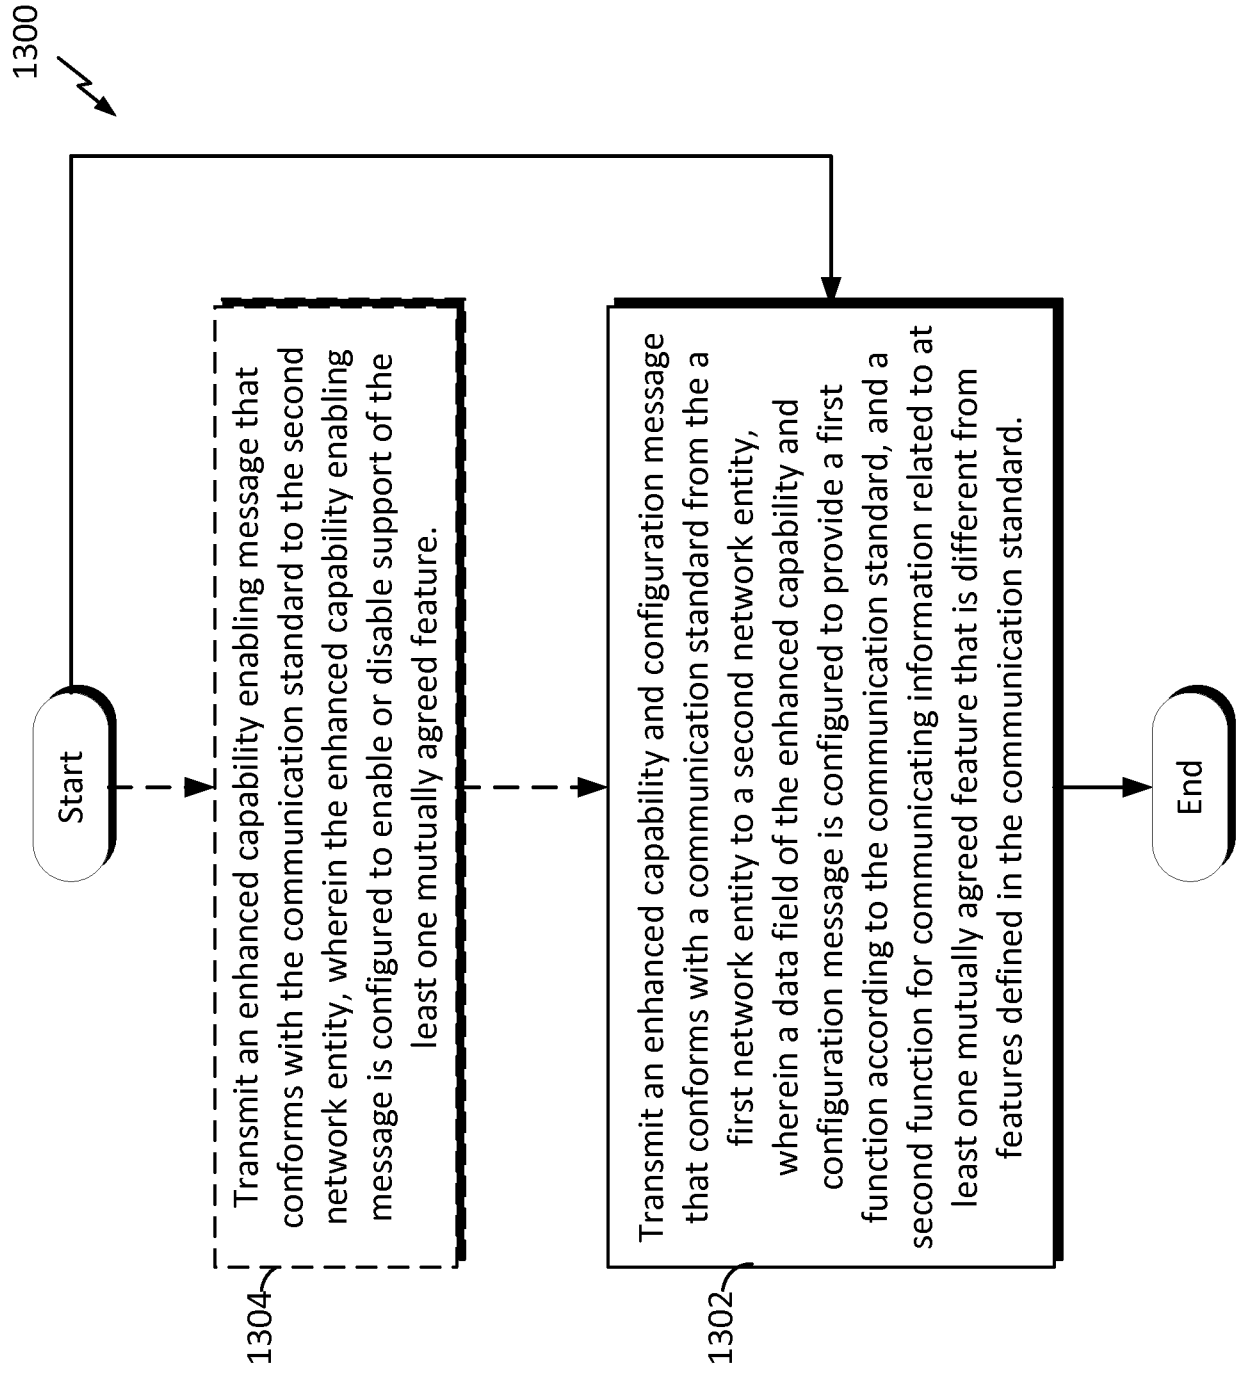 1300
Start
1304
Transmit an enhanced capability enabling message that
conforms with the communication standard to the second
network entity, wherein the enhanced capability enabling
message is configured to enable or disable support of the
least one mutually agreed feature.
1302
Transmit an enhanced capability and configuration message
that conforms with a communication standard from the a
first network entity to a second network entity,
wherein a data field of the enhanced capability and
configuration message is configured to provide a first
function according to the communication standard, and a
second function for communicating information related to at
least one mutually agreed feature that is different from
features defined in the communication standard.
End